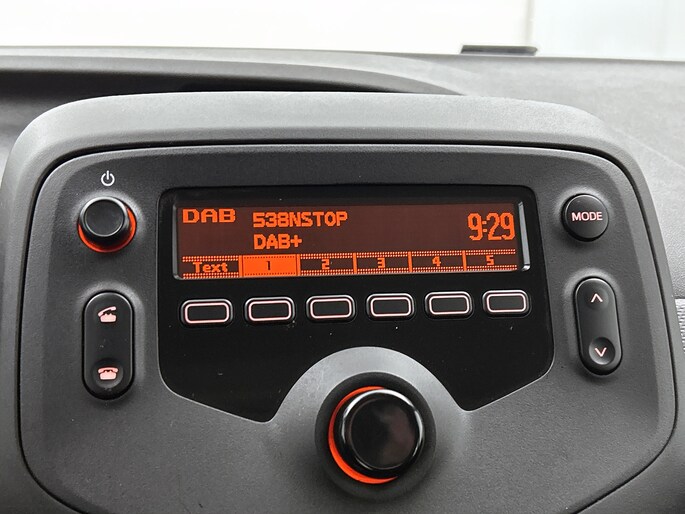 DAB 538NSTOP 9:29
DAB+
Text 1 2 3 4 5
MODE